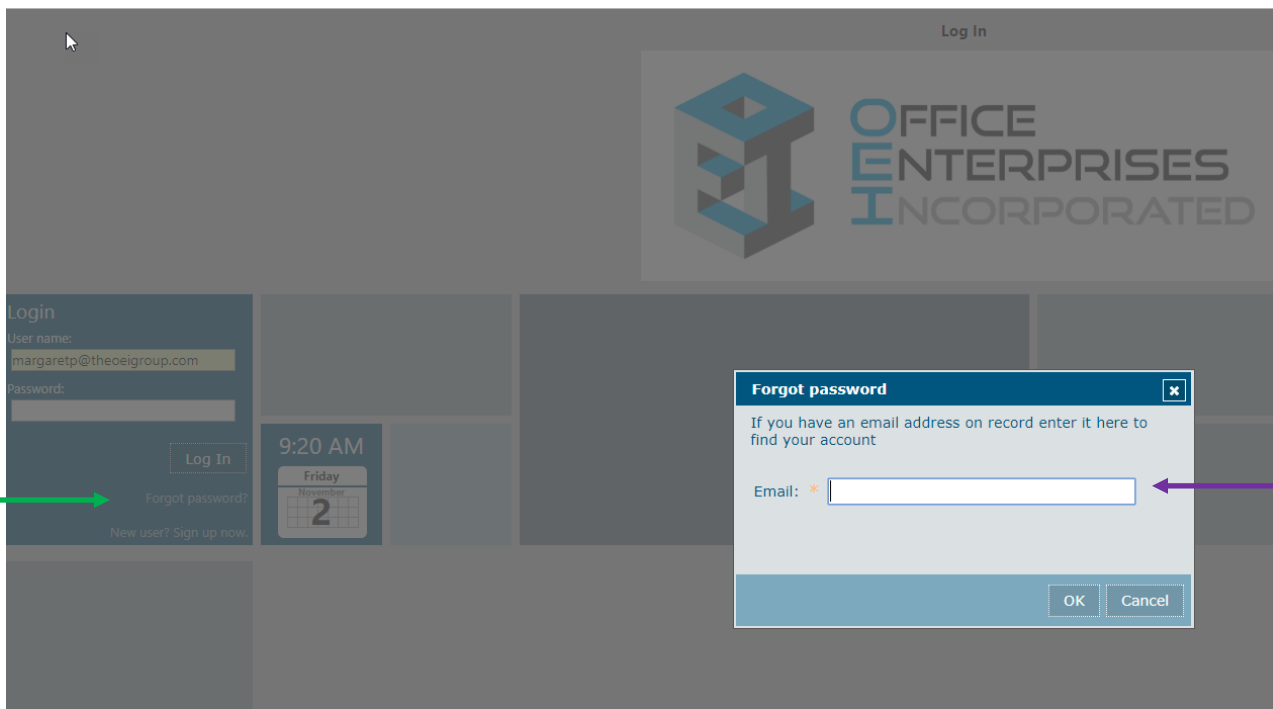 Log In
OFFICE
ENTERPRISES
INCORPORATED
Login
User name:
margaretp@theoeigroup.com
Password:
Log In
Forgot password?
New user? Sign up now.
9:20 AM
Friday
November
2
Forgot password
If you have an email address on record enter it here to
find your account
Email: *
OK Cancel